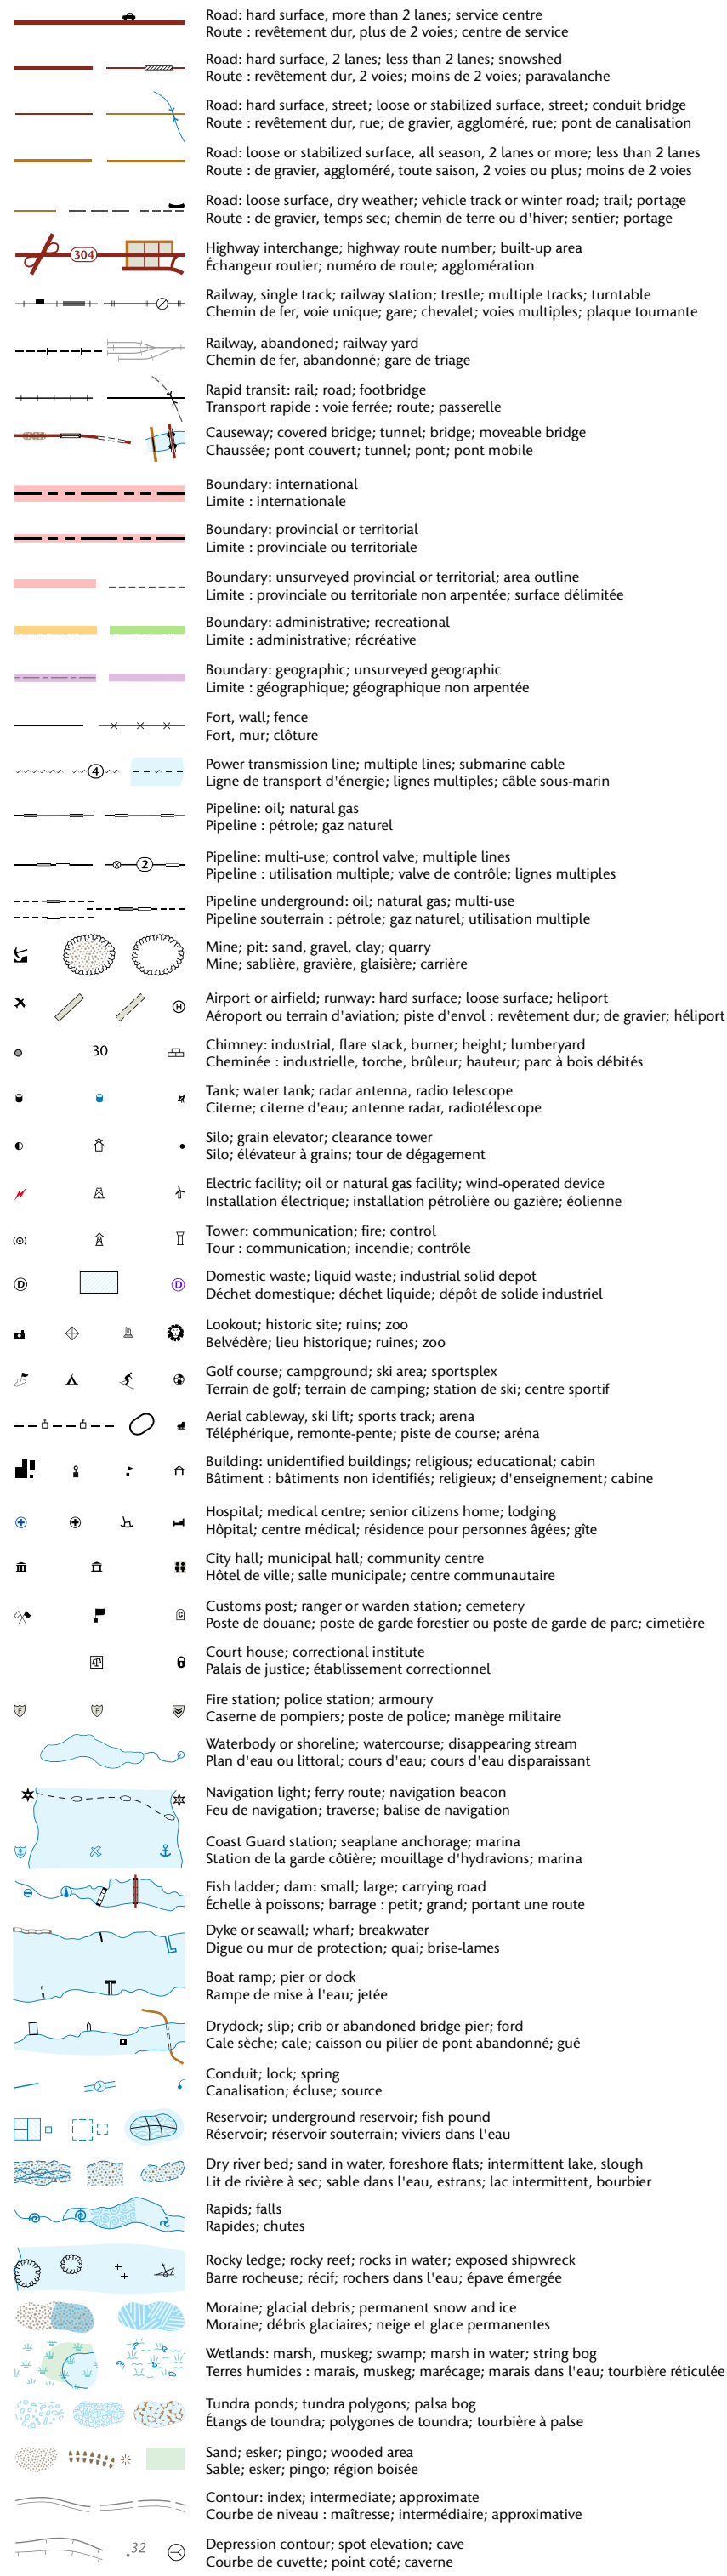 Road: hard surface, more than 2 lanes; service centre
Route : revêtement dur, plus de 2 voies; centre de service
Road: hard surface, 2 lanes; less than 2 lanes; snowshed
Route : revêtement dur, 2 voies; moins de 2 voies; paravalanche
Road: hard surface, street; loose or stabilized surface, street; conduit bridge
Route : revêtement dur, rue; de gravier, aggloméré, rue; pont de canalisation
Road: loose or stabilized surface, all season, 2 lanes or more; less than 2 lanes
Route : de gravier, aggloméré, toute saison, 2 voies ou plus; moins de 2 voies
Road: loose surface, dry weather; vehicle track or winter road; trail; portage
Route : de gravier, temps sec; chemin de terre ou d'hiver; sentier; portage
304
Highway interchange; highway route number; built-up area
Échangeur routier; numéro de route; agglomération
Railway, single track; railway station; trestle; multiple tracks; turntable
Chemin de fer, voie unique; gare; chevalet; voies multiples; plaque tournante
Railway, abandoned; railway yard
Chemin de fer, abandonné; gare de triage
Rapid transit: rail; road; footbridge
Transport rapide : voie ferrée; route; passerelle
Causeway; covered bridge; tunnel; bridge; moveable bridge
Chaussée; pont couvert; tunnel; pont; pont mobile
Boundary: international
Limite : internationale
Boundary: provincial or territorial
Limite : provinciale ou territoriale
Boundary: unsurveyed provincial or territorial; area outline
Limite : provinciale ou territoriale non arpentée; surface délimitée
Boundary: administrative; recreational
Limite : administrative; récréative
Boundary: geographic; unsurveyed geographic
Limite : géographique; géographique non arpentée
Fort, wall; fence
Fort, mur; clôture
4
Power transmission line; multiple lines; submarine cable
Ligne de transport d'énergie; lignes multiples; câble sous-marin
Pipeline: oil; natural gas
Pipeline : pétrole; gaz naturel
2
Pipeline: multi-use; control valve; multiple lines
Pipeline : utilisation multiple; valve de contrôle; lignes multiples
Pipeline underground: oil; natural gas; multi-use
Pipeline souterrain : pétrole; gaz naturel; utilisation multiple
Mine; pit: sand, gravel, clay; quarry
Mine; sablière, gravière, glaisière; carrière
H
Airport or airfield; runway: hard surface; loose surface; heliport
Aéroport ou terrain d'aviation; piste d'envol : revêtement dur; de gravier; héliport
30
Chimney: industrial, flare stack, burner; height; lumberyard
Cheminée : industrielle, torche, brûleur; hauteur; parc à bois débités
Tank; water tank; radar antenna, radio telescope
Citerne; citerne d'eau; antenne radar, radiotélescope
Silo; grain elevator; clearance tower
Silo; élévateur à grains; tour de dégagement
Electric facility; oil or natural gas facility; wind-operated device
Installation électrique; installation pétrolière ou gazière; éolienne
Tower: communication; fire; control
Tour : communication; incendie; contrôle
D D
Domestic waste; liquid waste; industrial solid depot
Déchet domestique; déchet liquide; dépôt de solide industriel
Lookout; historic site; ruins; zoo
Belvédère; lieu historique; ruines; zoo
Golf course; campground; ski area; sportsplex
Terrain de golf; terrain de camping; station de ski; centre sportif
Aerial cableway, ski lift; sports track; arena
Téléphérique, remonte-pente; piste de course; aréna
Building: unidentified buildings; religious; educational; cabin
Bâtiment : bâtiments non identifiés; religieux; d'enseignement; cabine
Hospital; medical centre; senior citizens home; lodging
Hôpital; centre médical; résidence pour personnes âgées; gîte
City hall; municipal hall; community centre
Hôtel de ville; salle municipale; centre communautaire
C
Customs post; ranger or warden station; cemetery
Poste de douane; poste de garde forestier ou poste de garde de parc; cimetière
Court house; correctional institute
Palais de justice; établissement correctionnel
F P
Fire station; police station; armoury
Caserne de pompiers; poste de police; manège militaire
Waterbody or shoreline; watercourse; disappearing stream
Plan d'eau ou littoral; cours d'eau; cours d'eau disparaissant
Navigation light; ferry route; navigation beacon
Feu de navigation; traverse; balise de navigation
Coast Guard station; seaplane anchorage; marina
Station de la garde côtière; mouillage d'hydravions; marina
Fish ladder; dam: small; large; carrying road
Échelle à poissons; barrage : petit; grand; portant une route
Dyke or seawall; wharf; breakwater
Digue ou mur de protection; quai; brise-lames
Boat ramp; pier or dock
Rampe de mise à l'eau; jetée
Drydock; slip; crib or abandoned bridge pier; ford
Cale sèche; cale; caisson ou pilier de pont abandonné; gué
Conduit; lock; spring
Canalisation; écluse; source
Reservoir; underground reservoir; fish pound
Réservoir; réservoir souterrain; viviers dans l'eau
Dry river bed; sand in water, foreshore flats; intermittent lake, slough
Lit de rivière à sec; sable dans l'eau, estrans; lac intermittent, bourbier
Rapids; falls
Rapides; chutes
Rocky ledge; rocky reef; rocks in water; exposed shipwreck
Barre rocheuse; récif; rochers dans l'eau; épave émergée
Moraine; glacial debris; permanent snow and ice
Moraine; débris glaciaires; neige et glace permanentes
Wetlands: marsh, muskeg; swamp; marsh in water; string bog
Terres humides : marais, muskeg; marécage; marais dans l'eau; tourbière réticulée
Tundra ponds; tundra polygons; palsa bog
Étangs de toundra; polygones de toundra; tourbière à palse
Sand; esker; pingo; wooded area
Sable; esker; pingo; région boisée
Contour: index; intermediate; approximate
Courbe de niveau : maîtresse; intermédiaire; approximative
32
Depression contour; spot elevation; cave
Courbe de cuvette; point coté; caverne